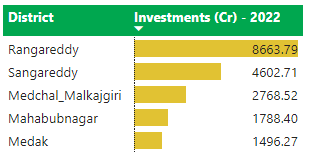 District Investments (Cr) - 2022
Rangareddy 8663.79
Sangareddy 4602.71
Medchal_Malkajgiri 2768.52
Mahabubnagar 1788.40
Medak 1496.27